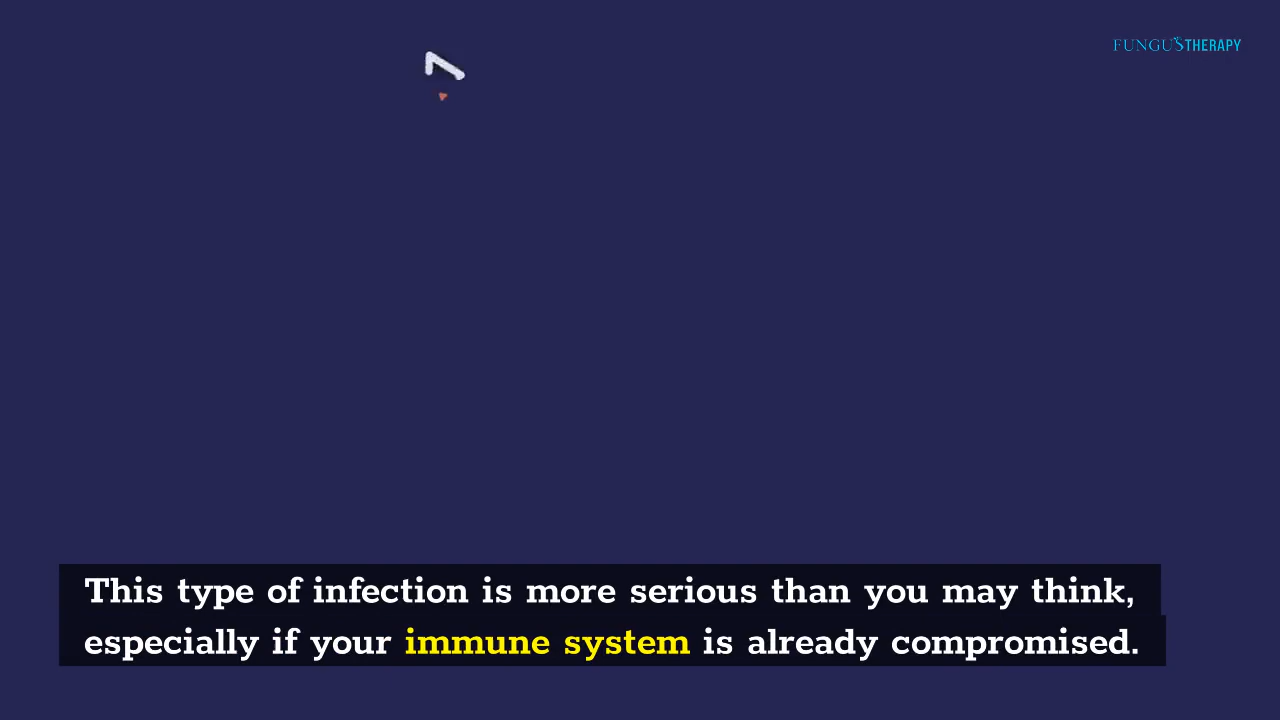 FUNGUSTHERAPY
This type of infection is more serious than you may think,
especially if your immune system is already compromised.